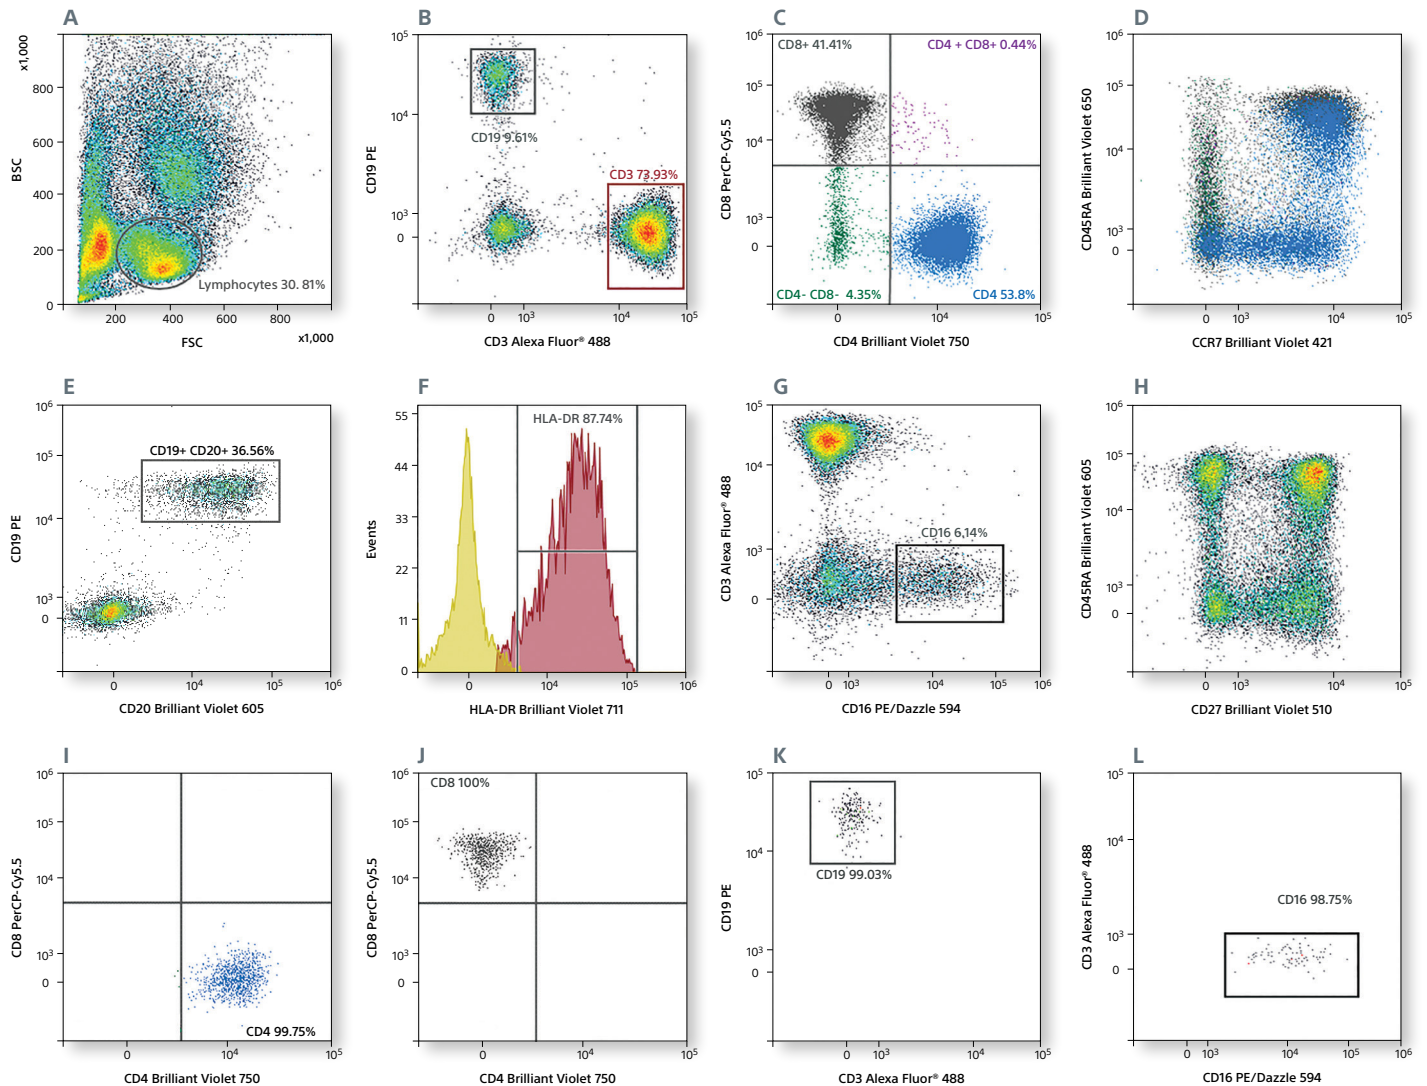 A
x1,000
BSC
800
600
400
200
0
Lymphocytes 30. 81%
200 400 600 800
FSC
x1,000
B
CD19 PE
10⁵
10⁴
10³
0
CD19 9.61%
CD3 73.93%
0 10³ 10⁴ 10⁵
CD3 Alexa Fluor® 488
C
CD8 PerCP-Cy5.5
10⁶
10⁵
10⁴
10³
0
CD8+ 41.41%
CD4 + CD8+ 0.44%
CD4- CD8- 4.35%
CD4 53.8%
0 10⁴ 10⁵
CD4 Brilliant Violet 750
D
CD45RA Brilliant Violet 650
10⁶
10⁵
10⁴
10³
0
0 10³ 10⁴ 10⁵
CCR7 Brilliant Violet 421
E
CD19 PE
10⁶
10⁵
10⁴
10³
0
CD19+ CD20+ 36.56%
0 10⁴ 10⁵ 10⁶
CD20 Brilliant Violet 605
F
Events
55
44
33
22
11
0
HLA-DR 87.74%
0 10⁴ 10⁵ 10⁶
HLA-DR Brilliant Violet 711
G
CD3 Alexa Fluor® 488
10⁵
10⁴
10³
0
CD16 6.14%
0 10³ 10⁴ 10⁵ 10⁶
CD16 PE/Dazzle 594
H
CD45RA Brilliant Violet 605
10⁶
10⁵
10⁴
10³
0
0 10³ 10⁴ 10⁵
CD27 Brilliant Violet 510
I
CD8 PerCP-Cy5.5
10⁶
10⁵
10⁴
10³
0
CD4 99.75%
0 10⁴ 10⁵
CD4 Brilliant Violet 750
J
CD8 PerCP-Cy5.5
10⁶
10⁵
10⁴
10³
0
CD8 100%
0 10⁴ 10⁵
CD4 Brilliant Violet 750
K
CD19 PE
10⁵
10⁴
10³
0
CD19 99.03%
0 10³ 10⁴ 10⁵
CD3 Alexa Fluor® 488
L
CD3 Alexa Fluor® 488
10⁵
10⁴
10³
0
CD16 98.75%
0 10³ 10⁴ 10⁵ 10⁶
CD16 PE/Dazzle 594